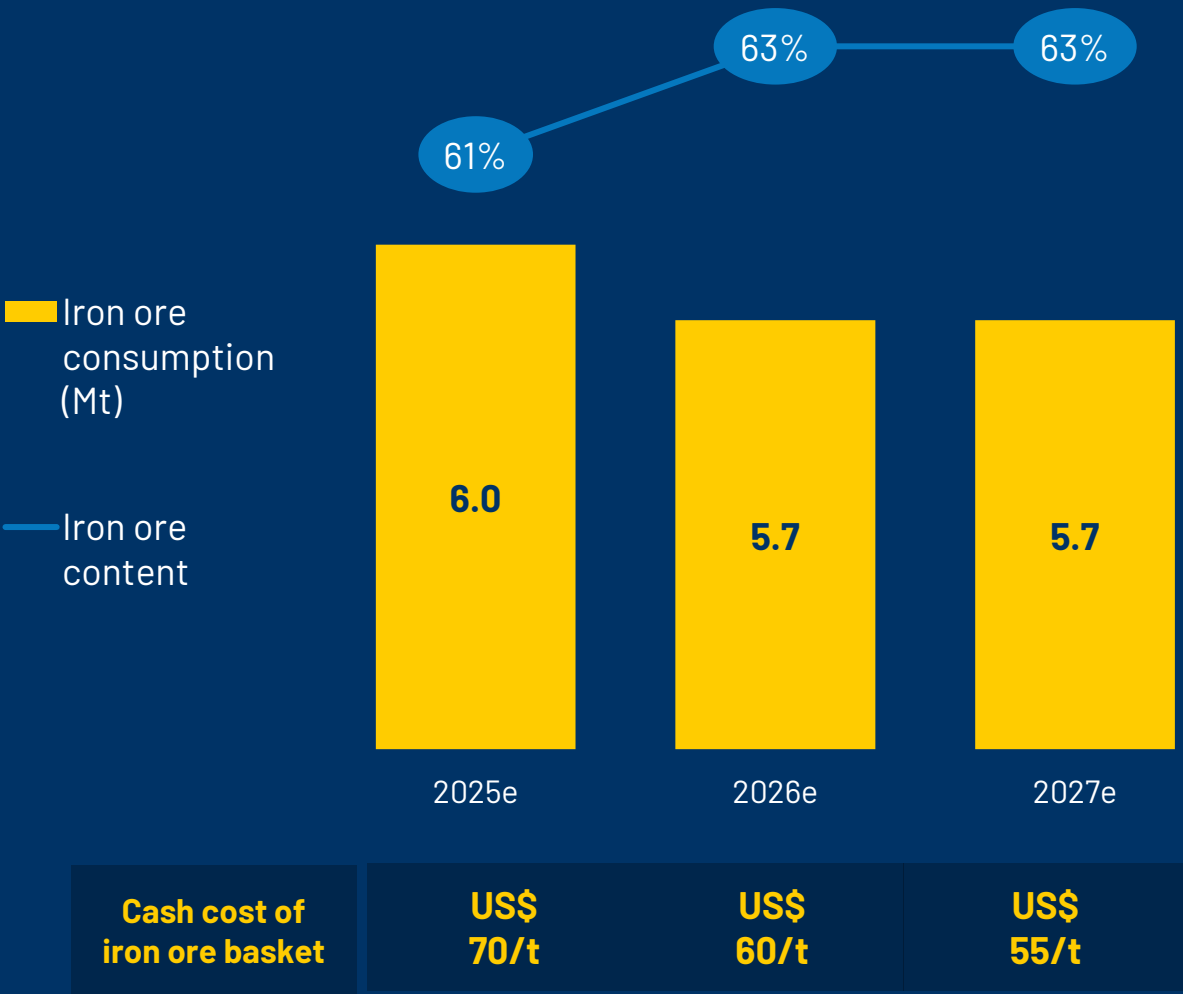 63%
63%
61%
Iron ore
consumption
(Mt)
Iron ore
content
6.0
5.7
5.7
2025e
2026e
2027e
Cash cost of
iron ore basket
US$
70/t
US$
60/t
US$
55/t